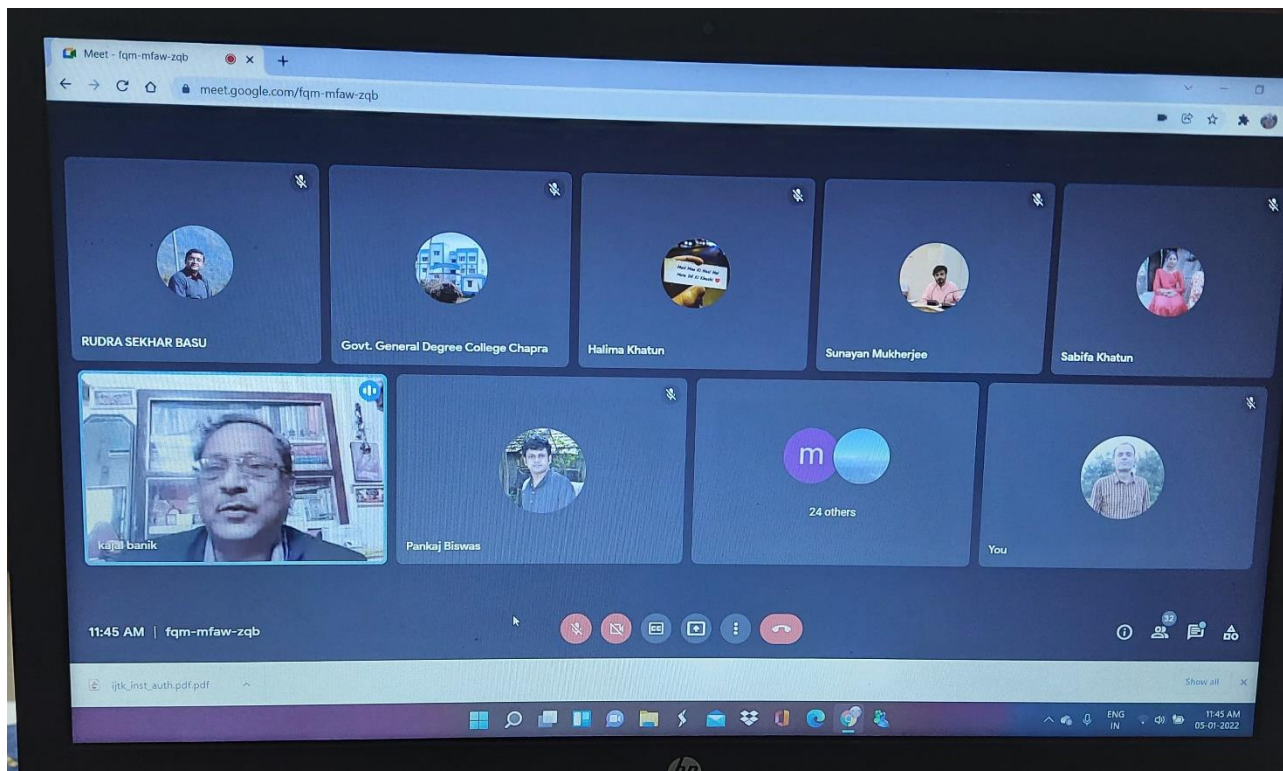 Meet - fqm-mfaw-zqb
meet.google.com/fqm-mfaw-zqb
RUDRA SEKHAR BASU
Govt. General Degree College Chapra
Halima Khatun
Sunayan Mukherjee
Sabifa Khatun
kajal banik
Pankaj Biswas
m
24 others
You
11:45 AM | fqm-mfaw-zqb
CC
32
ijtk_inst_auth.pdf.pdf
Show all
ENG
IN
11:45 AM
05-01-2022
hp